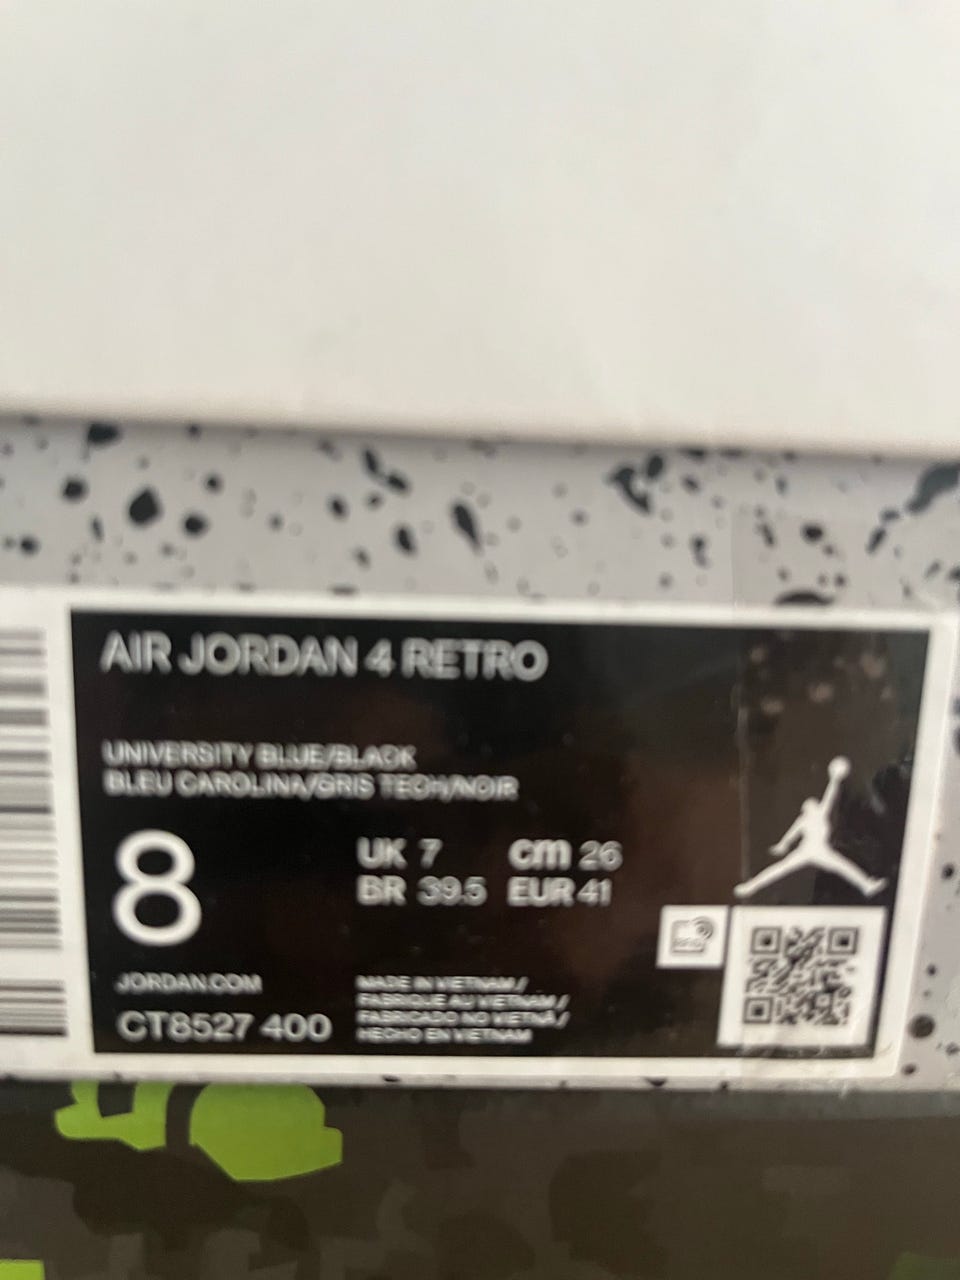 AIR JORDAN 4 RETRO
UNIVERSITY BLUE/BLACK
BLEU CAROLINA/GRIS TECH/NOIR
8
UK 7 cm 26
BR 39.5 EUR 41
JORDAN.COM
CT8527 400
MADE IN VIETNAM /
FABRIQUE AU VIETNAM /
FABRICADO NO VIETNÃ /
HECHO EN VIETNAM